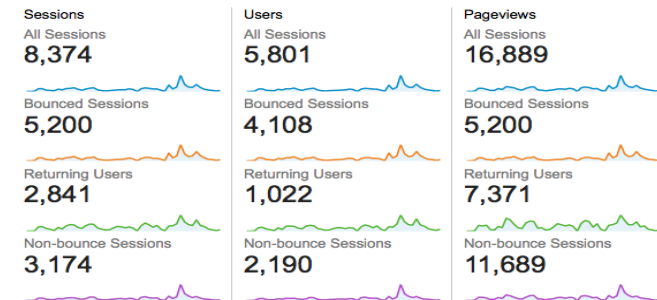 Sessions
All Sessions
8,374
Bounced Sessions
5,200
Returning Users
2,841
Non-bounce Sessions
3,174
Users
All Sessions
5,801
Bounced Sessions
4,108
Returning Users
1,022
Non-bounce Sessions
2,190
Pageviews
All Sessions
16,889
Bounced Sessions
5,200
Returning Users
7,371
Non-bounce Sessions
11,689